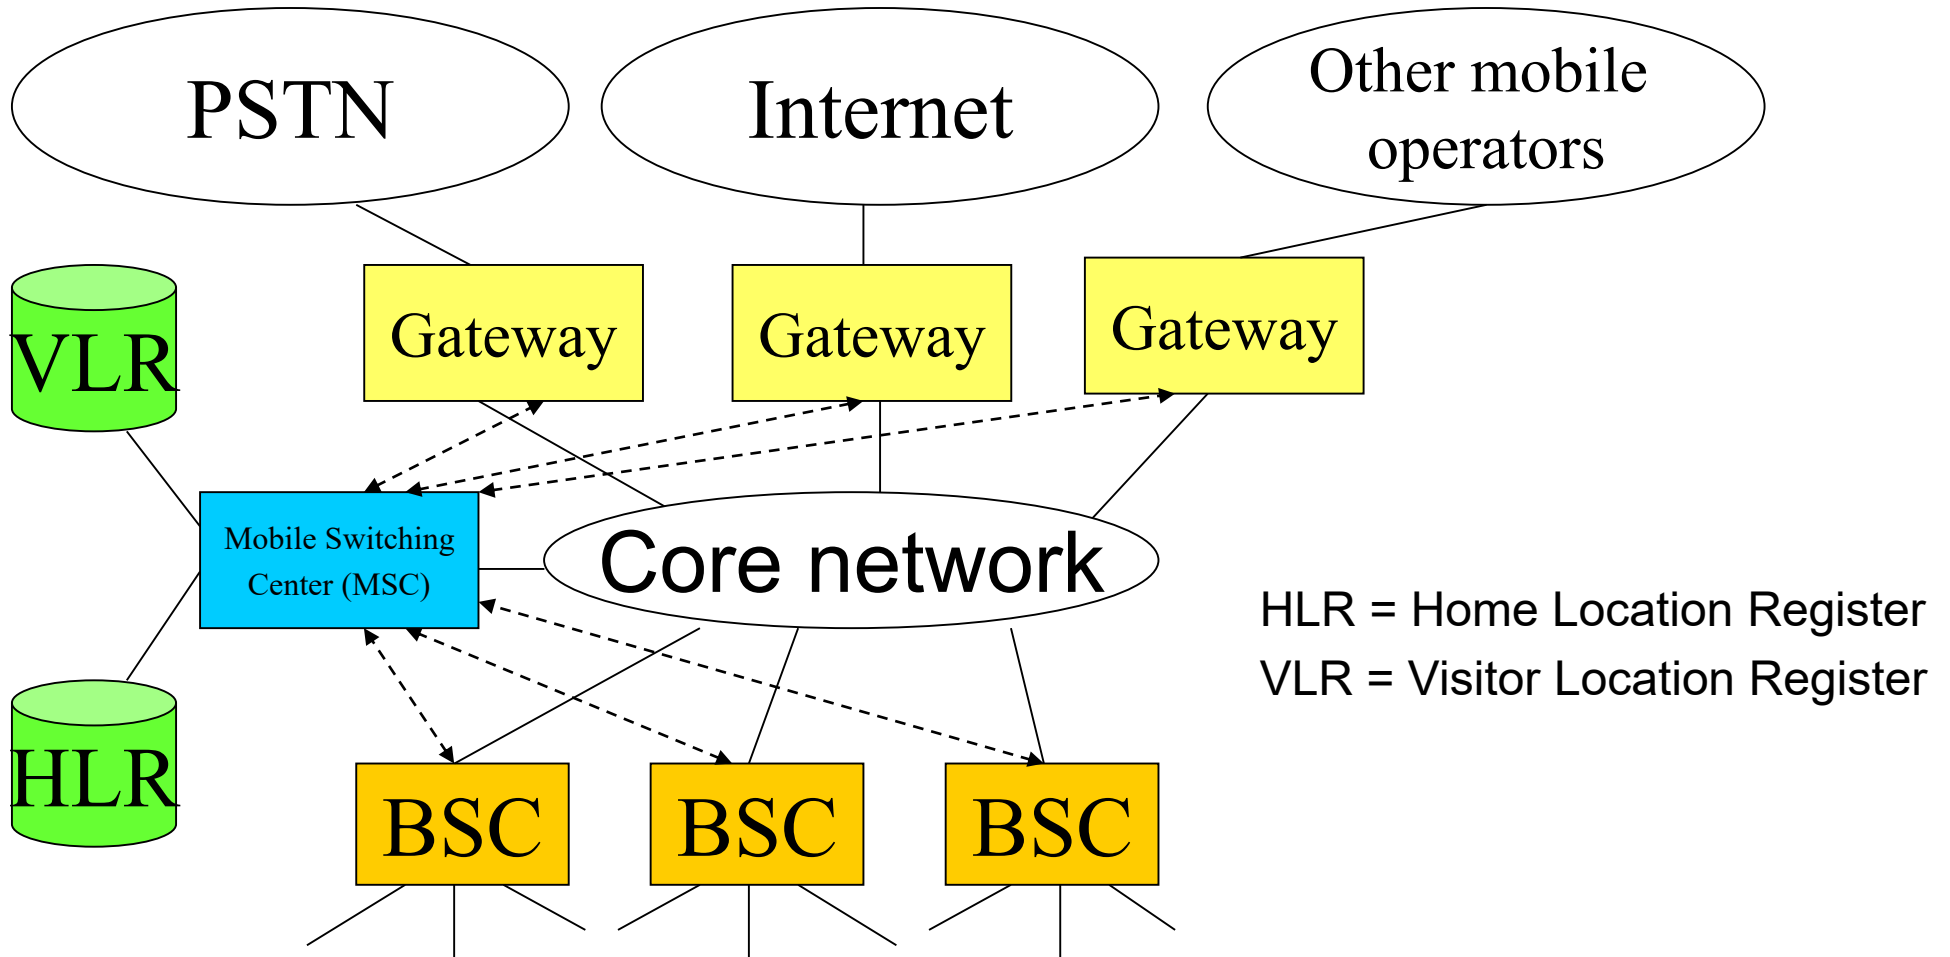 PSTN
Internet
Other mobile
operators
VLR
Gateway
Gateway
Gateway
Mobile Switching
Center (MSC)
Core network
HLR = Home Location Register
VLR = Visitor Location Register
HLR
BSC
BSC
BSC